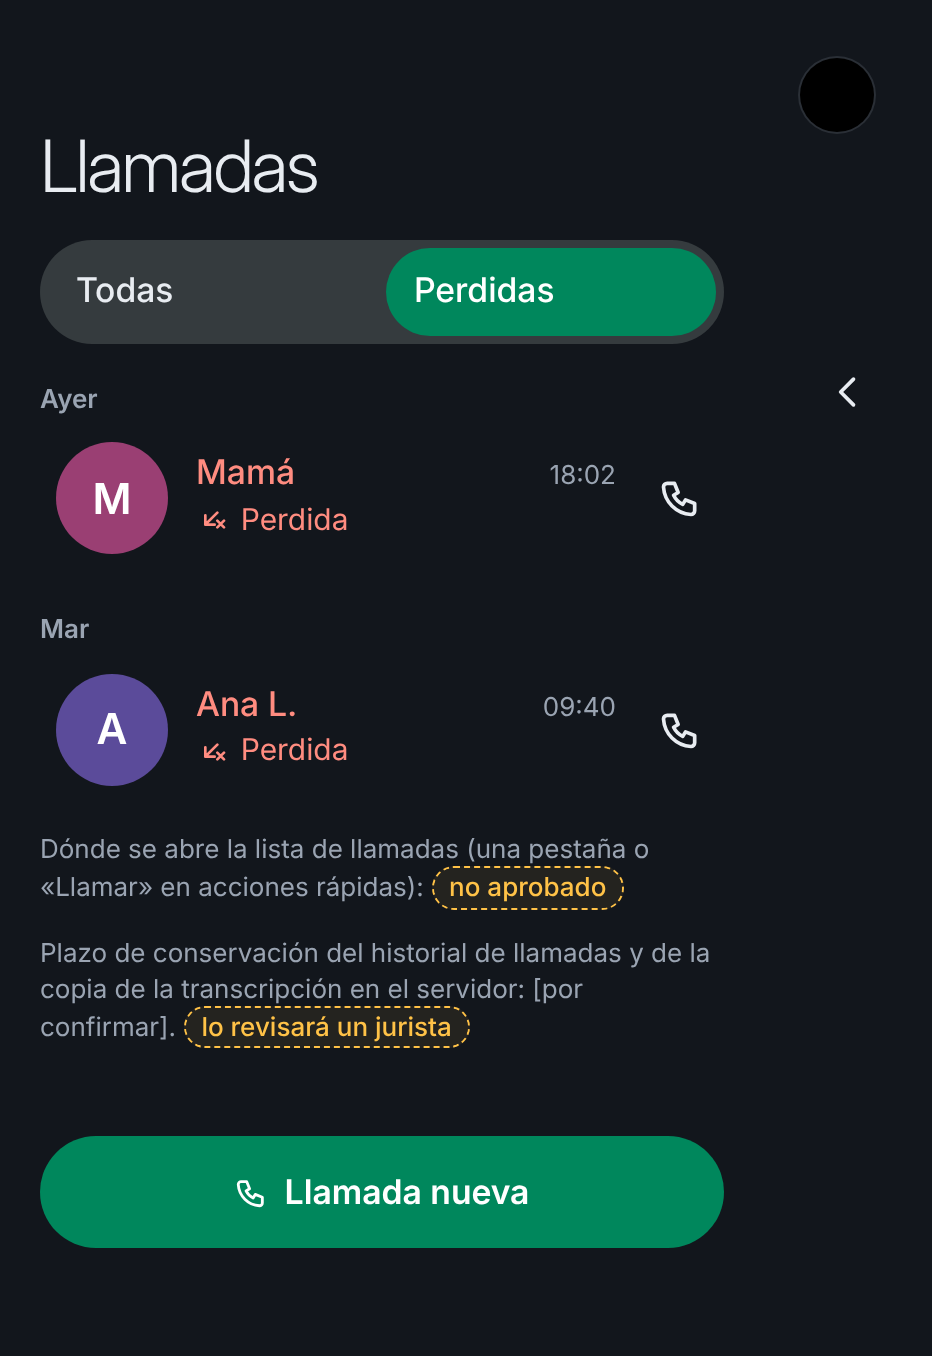 Llamadas
Todas
Perdidas
Ayer
M
Mamá
18:02
Perdida
Mar
A
Ana L.
09:40
Perdida
Dónde se abre la lista de llamadas (una pestaña o
«Llamar» en acciones rápidas): no aprobado
Plazo de conservación del historial de llamadas y de la
copia de la transcripción en el servidor: [por
confirmar]. lo revisará un jurista
Llamada nueva